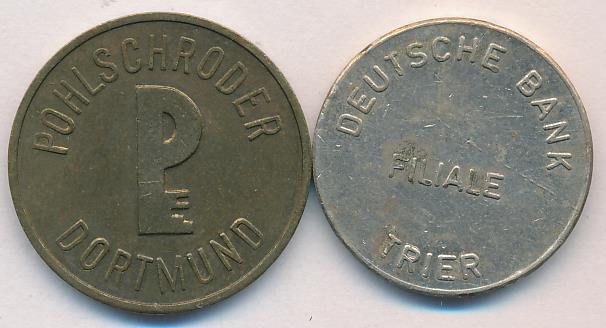 POHLSCHRODER
P
DORTMUND
DEUTSCHE BANK
FILIALE
TRIER